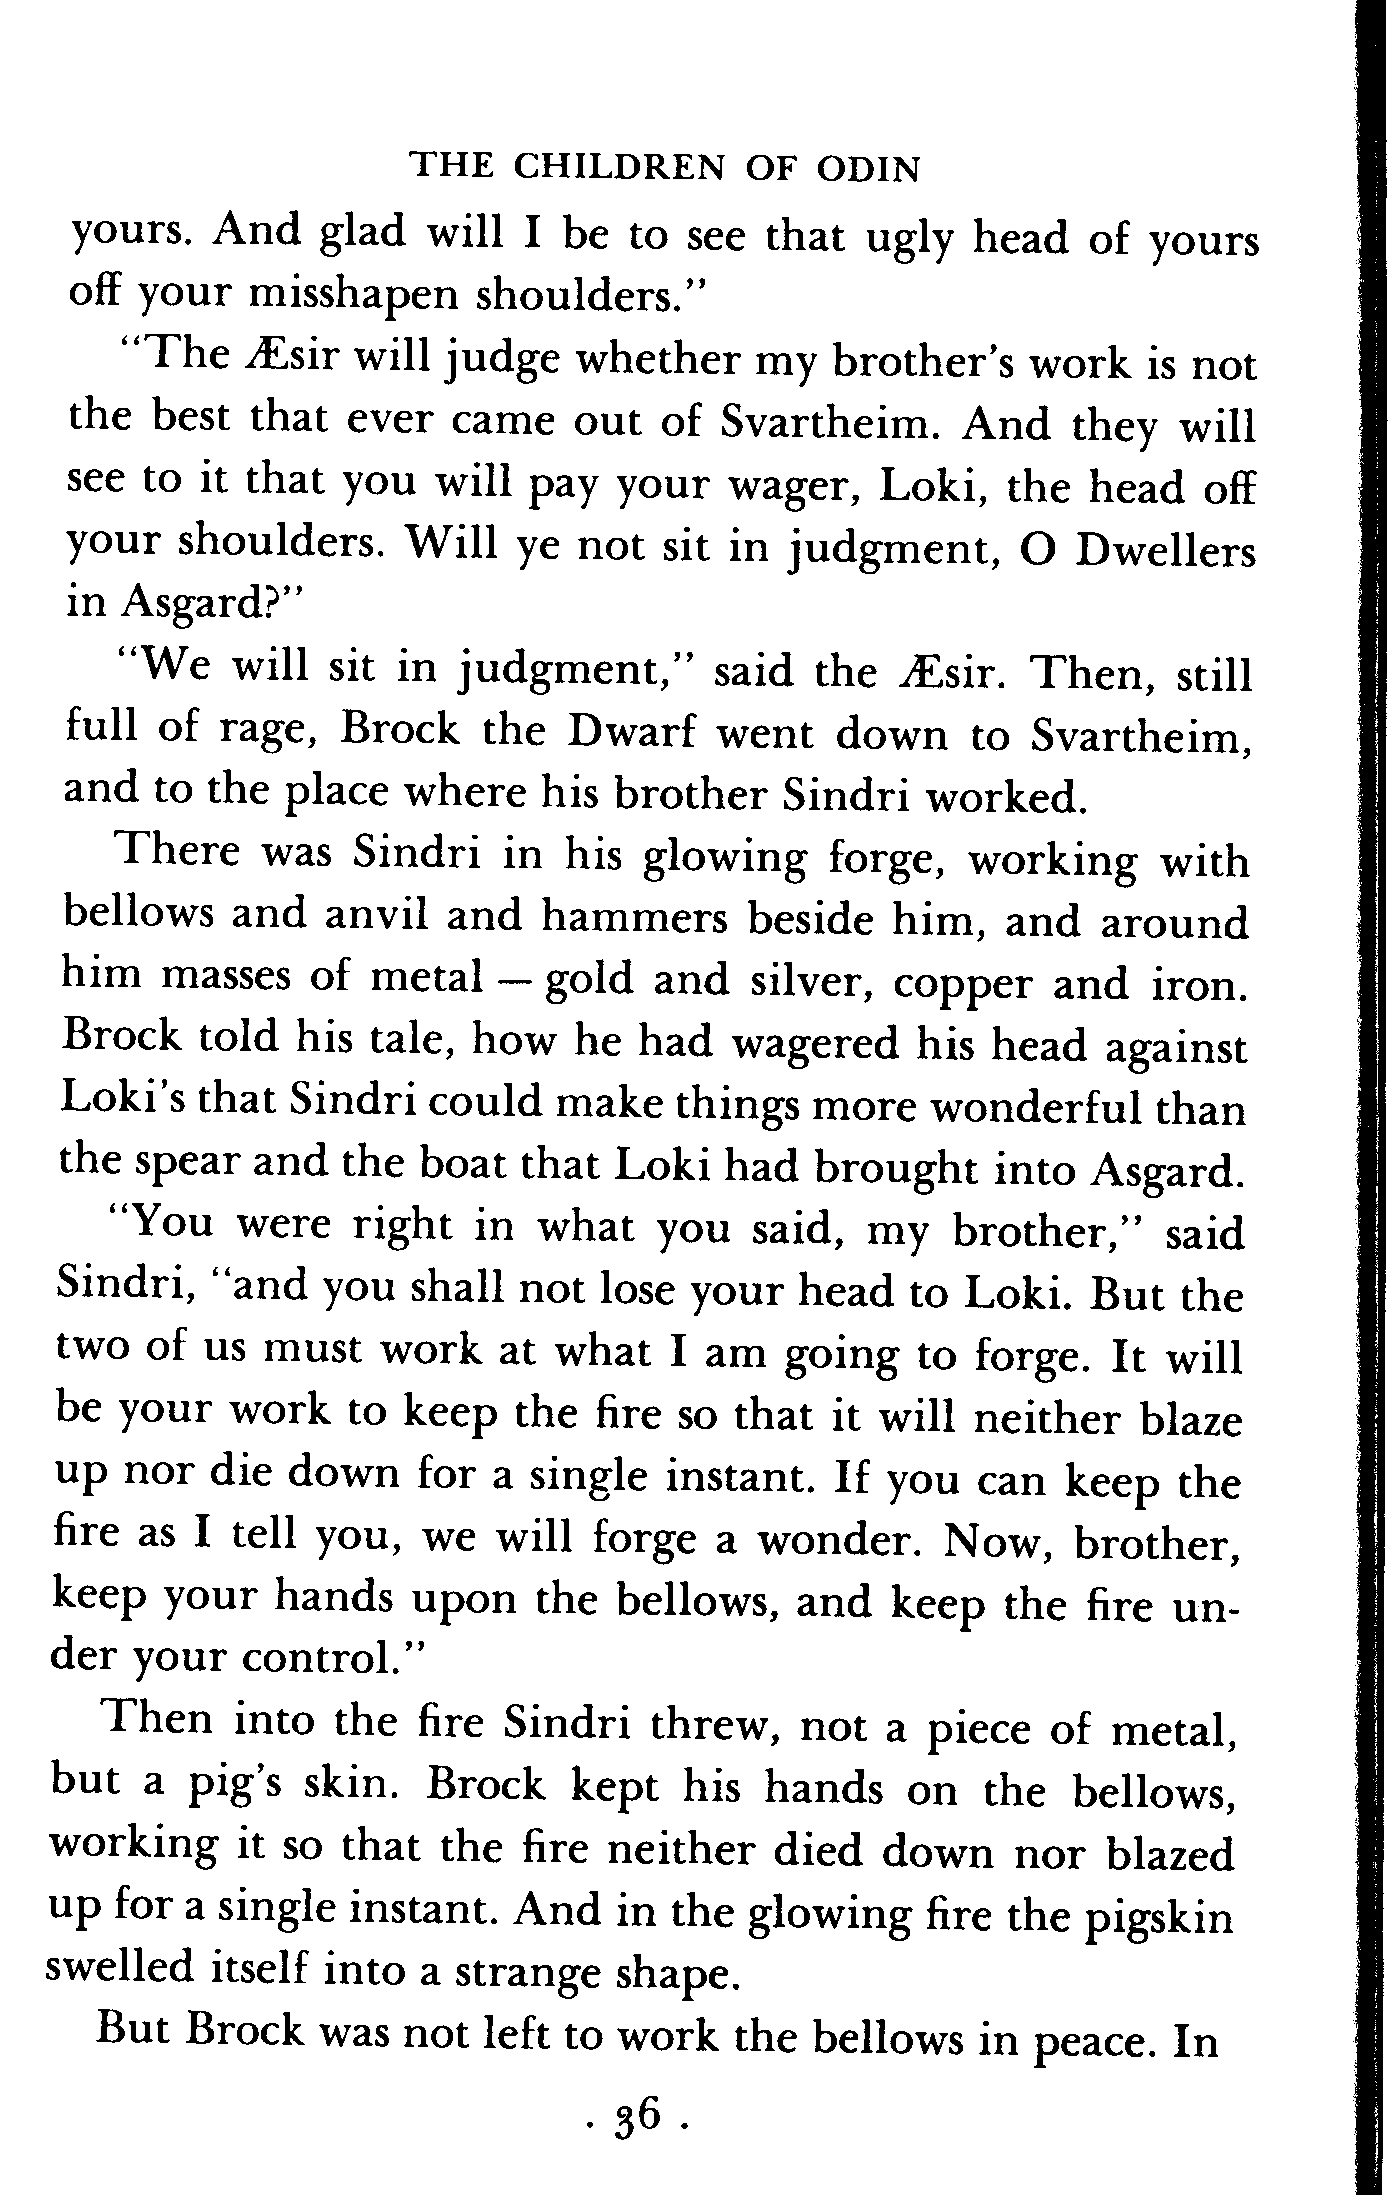 THE CHILDREN OF ODIN
yours. And glad will I be to see that ugly head of yours
off your misshapen shoulders.”
“The Æsir will judge whether my brother's work is not
the best that ever came out of Svartheim. And they will
see to it that you will pay your wager, Loki, the head off
your shoulders. Will ye not sit in judgment, O Dwellers
in Asgard?”
“We will sit in judgment,” said the Æsir. Then, still
full of rage, Brock the Dwarf went down to Svartheim,
and to the place where his brother Sindri worked.
There was Sindri in his glowing forge, working with
bellows and anvil and hammers beside him, and around
him masses of metal — gold and silver, copper and iron.
Brock told his tale, how he had wagered his head against
Loki's that Sindri could make things more wonderful than
the spear and the boat that Loki had brought into Asgard.
“You were right in what you said, my brother,” said
Sindri, “and you shall not lose your head to Loki. But the
two of us must work at what I am going to forge. It will
be your work to keep the fire so that it will neither blaze
up nor die down for a single instant. If you can keep the
fire as I tell you, we will forge a wonder. Now, brother,
keep your hands upon the bellows, and keep the fire un-
der your control.”
Then into the fire Sindri threw, not a piece of metal,
but a pig's skin. Brock kept his hands on the bellows,
working it so that the fire neither died down nor blazed
up for a single instant. And in the glowing fire the pigskin
swelled itself into a strange shape.
But Brock was not left to work the bellows in peace. In
. 36 .